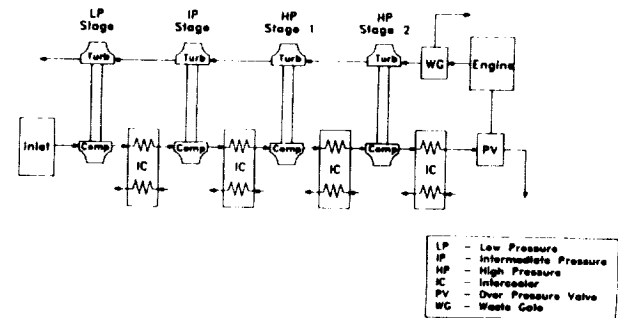 LP Stage
IP Stage
HP Stage 1
HP Stage 2
Turb
Turb
Turb
Turb
WG
Engine
Inlet
Comp
IC
Comp
IC
Comp
IC
Comp
IC
PV
LP - Low Pressure
IP - Intermediate Pressure
HP - High Pressure
IC - Intercooler
PV - Over Pressure Valve
WG - Waste Gate